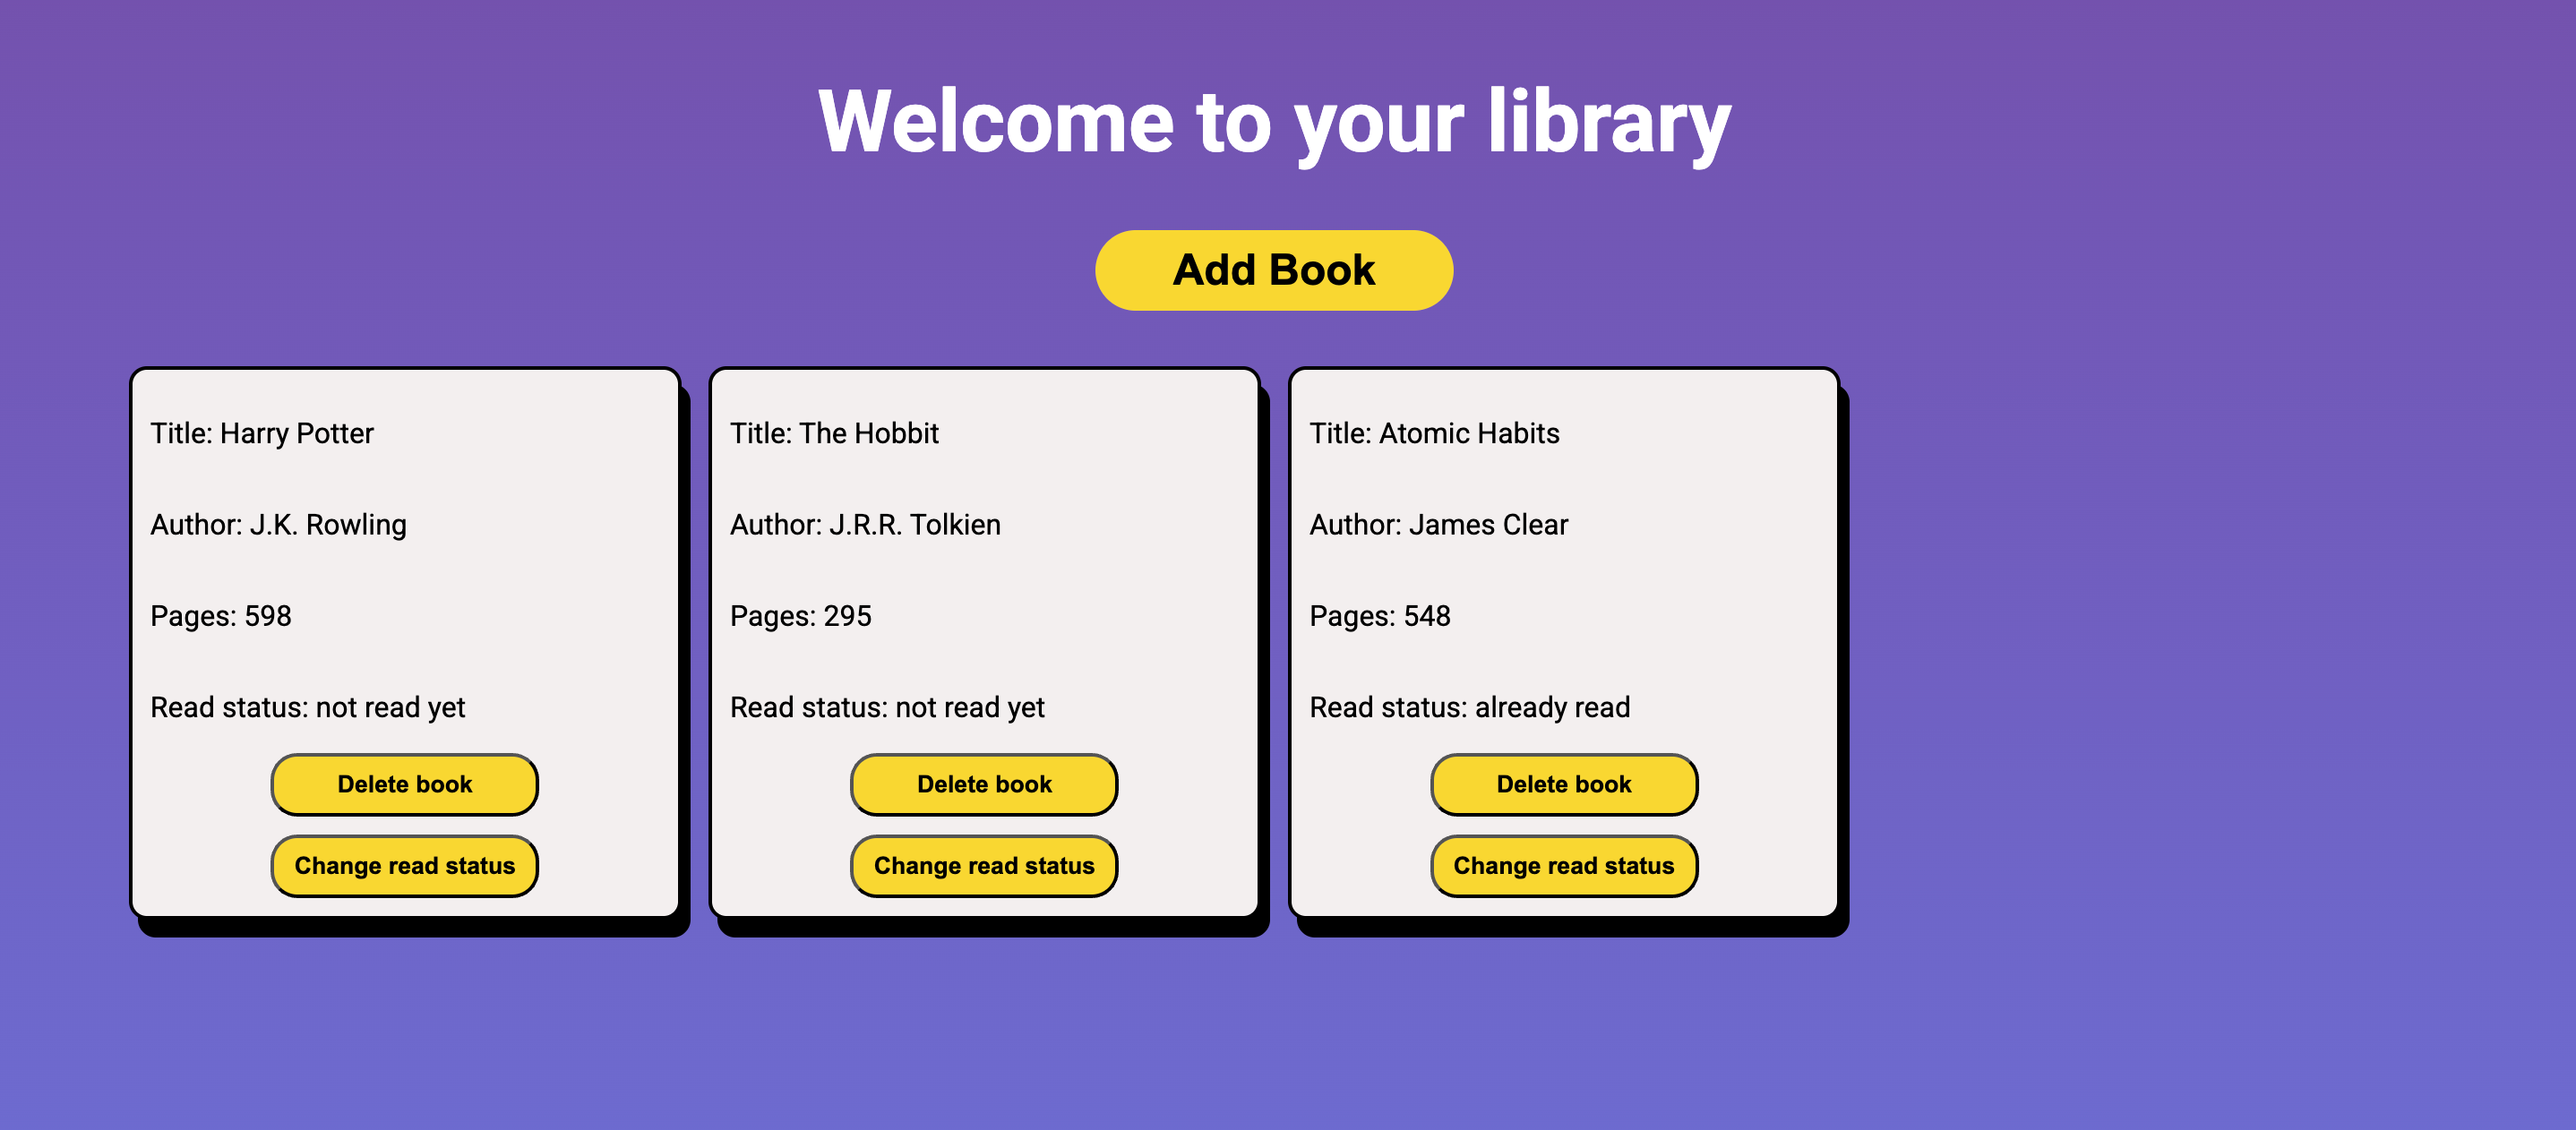 Welcome to your library
Add Book
Title: Harry Potter
Author: J.K. Rowling
Pages: 598
Read status: not read yet
Delete book
Change read status
Title: The Hobbit
Author: J.R.R. Tolkien
Pages: 295
Read status: not read yet
Delete book
Change read status
Title: Atomic Habits
Author: James Clear
Pages: 548
Read status: already read
Delete book
Change read status